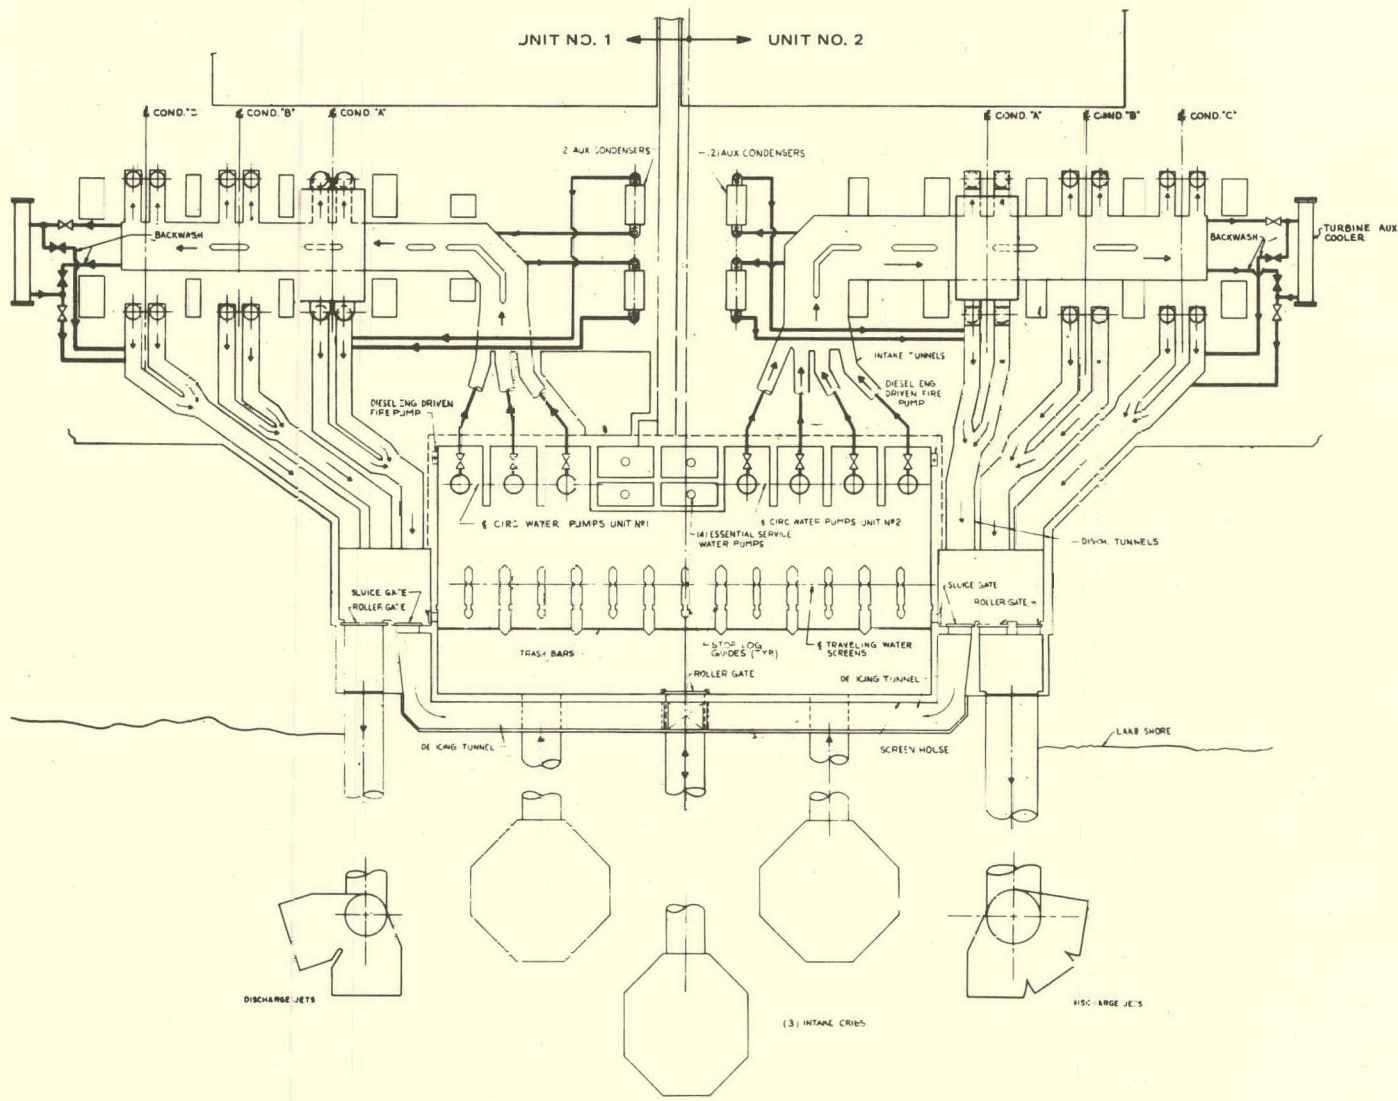 UNIT NO. 1
UNIT NO. 2
COND. "B"
COND. "A"
COND. "A"
COND. "B"
COND. "C"
2 AUX CONDENSERS
(2) AUX CONDENSERS
BACKWASH
BACKWASH
TURBINE AUX
COOLER
INTAKE TUNNELS
DIESEL ENG DRIVEN
FIRE PUMP
DIESEL ENG
DRIVEN FIRE
PUMP
℄ CIRC WATER PUMPS UNIT Nº1
℄ CIRC WATER PUMPS UNIT Nº2
(4) ESSENTIAL SERVICE
WATER PUMPS
DISCH. TUNNELS
SLUICE GATE
ROLLER GATE
SLUICE GATE
ROLLER GATE
TRASH BARS
STOP LOG
GUIDES (TYP.)
℄ TRAVELING WATER
SCREENS
ROLLER GATE
DE ICING TUNNEL
DE ICING TUNNEL
SCREEN HOUSE
LAKE SHORE
DISCHARGE JETS
DISCHARGE JETS
(3) INTAKE CRIBS